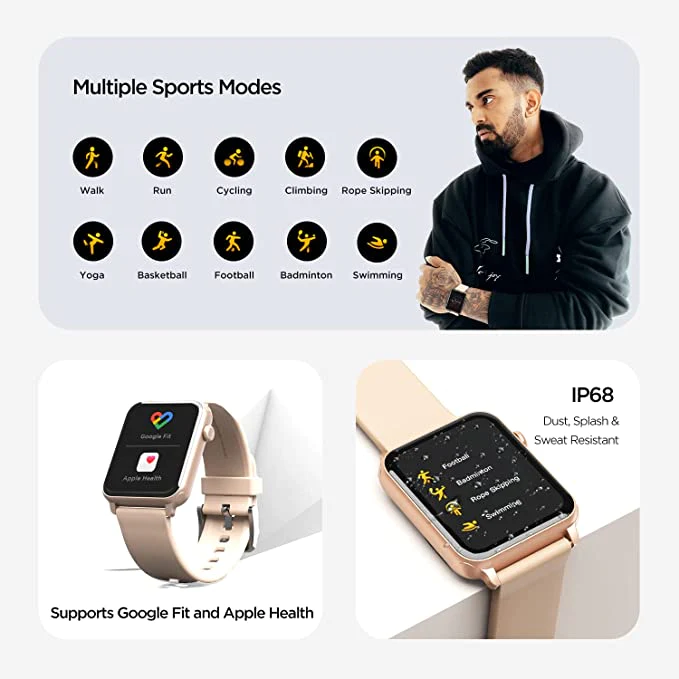 Multiple Sports Modes
Walk
Run
Cycling
Climbing
Rope Skipping
Yoga
Basketball
Football
Badminton
Swimming
Google Fit
Apple Health
Supports Google Fit and Apple Health
IP68
Dust, Splash &
Sweat Resistant
Football
Badminton
Rope Skipping
Swimming